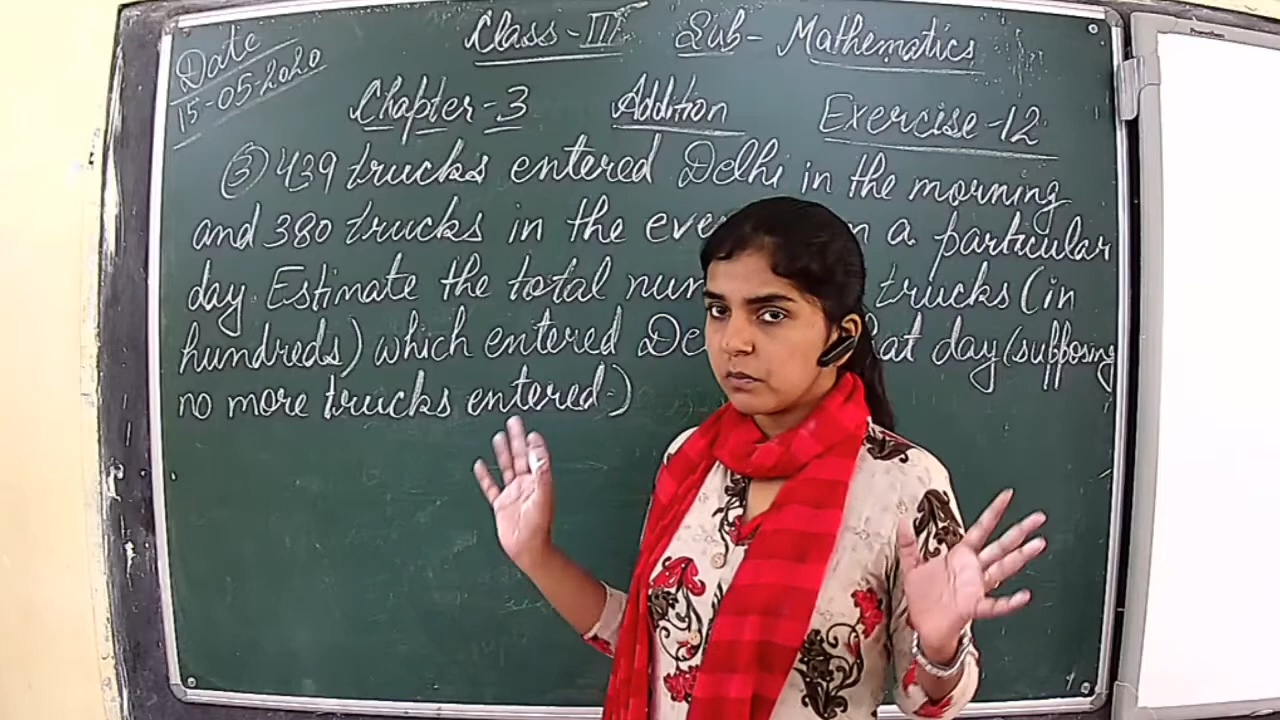 Date
15-05-2020
Class-III Sub- Mathematics
Chapter-3 Addition Exercise-12
③ 439 trucks entered Delhi in the morning
and 380 trucks in the eve n a particular
day. Estimate the total num trucks (in
hundreds) which entered De at day (supposing
no more trucks entered.)